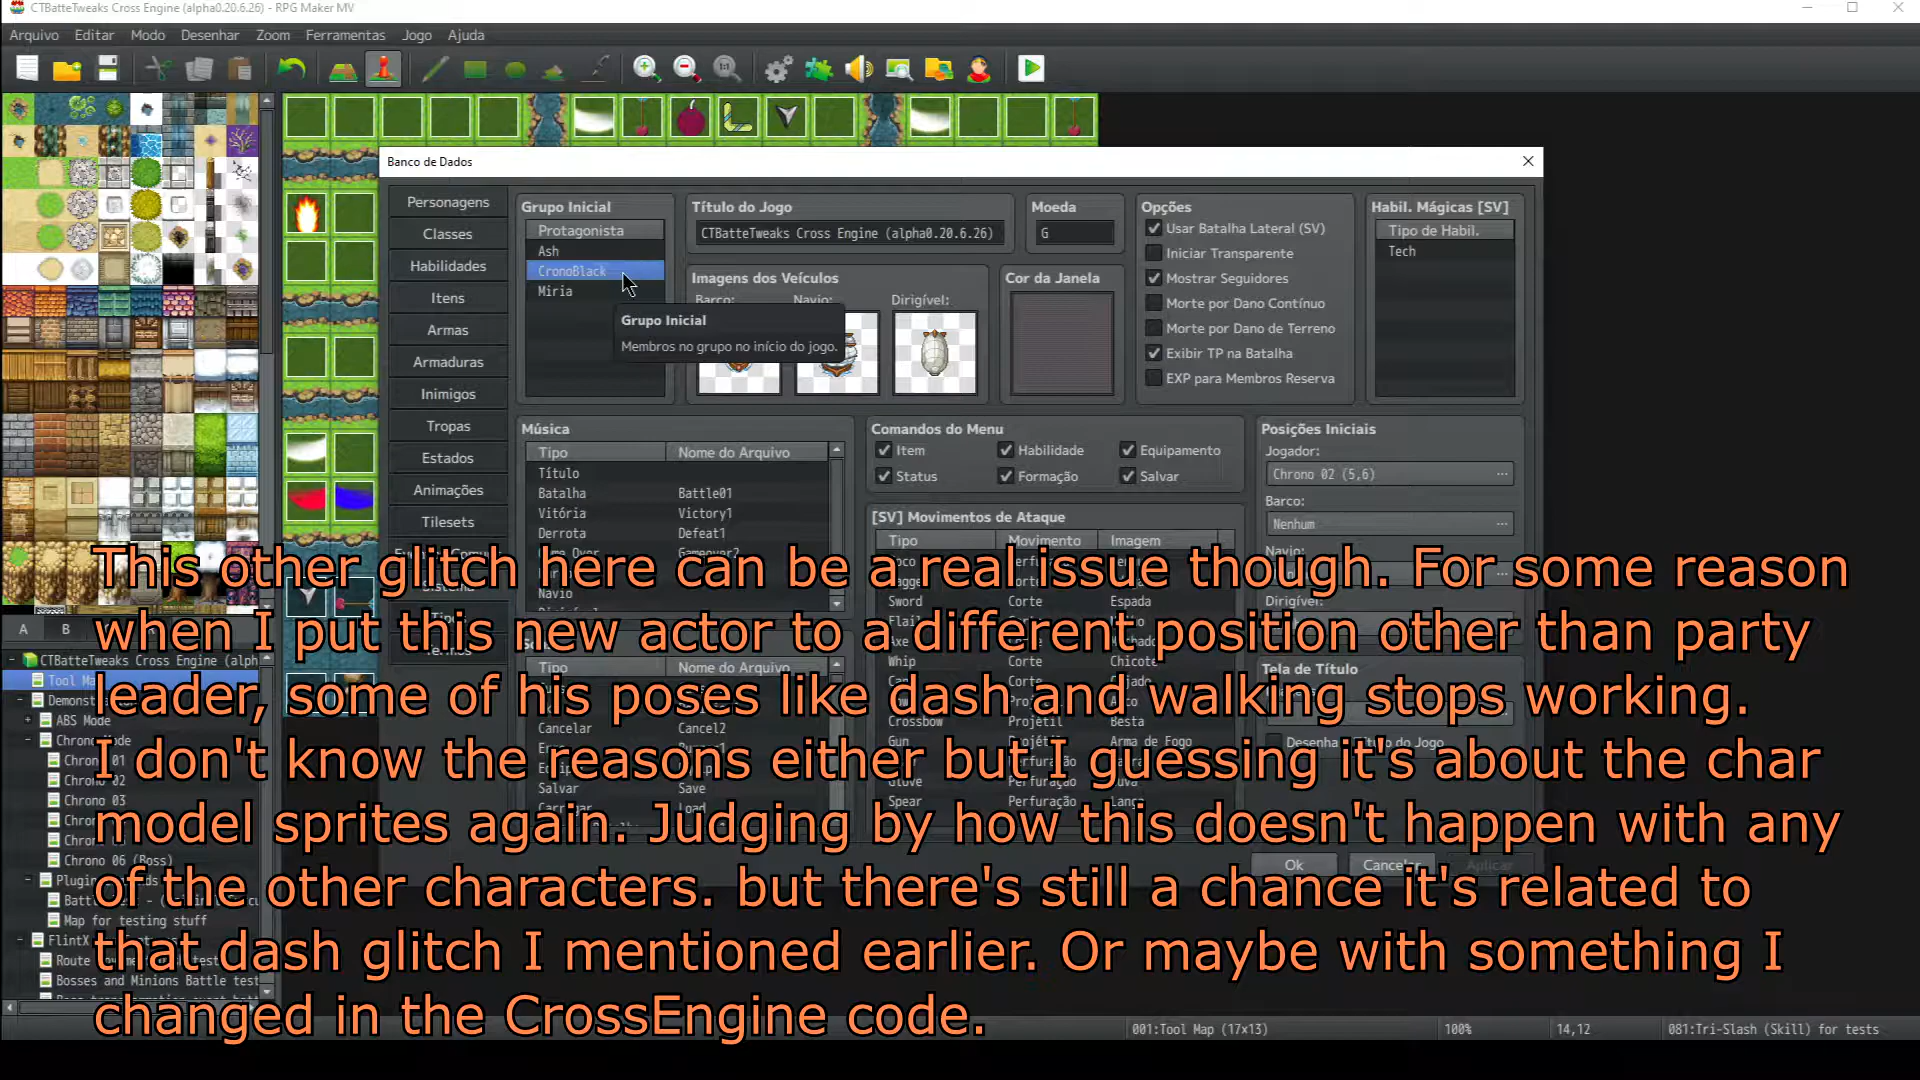 CTBatteTweaks Cross Engine (alpha0.20.6.26) - RPG Maker MV
Arquivo Editar Modo Desenhar Zoom Ferramentas Jogo Ajuda
Banco de Dados
Personagens
Classes
Habilidades
Itens
Armas
Armaduras
Inimigos
Tropas
Estados
Animações
Tilesets
Grupo Inicial
Protagonista
Ash
CronoBlack
Miria
Título do Jogo
CTBatteTweaks Cross Engine (alpha0.20.6.26)
Moeda
G
Imagens dos Veículos
Barco: Navio: Dirigível:
Cor da Janela
Grupo Inicial
Membros no grupo no início do jogo.
Opções
Usar Batalha Lateral (SV)
Iniciar Transparente
Mostrar Seguidores
Morte por Dano Contínuo
Morte por Dano de Terreno
Exibir TP na Batalha
EXP para Membros Reserva
Habil. Mágicas [SV]
Tipo de Habil.
Tech
Música
Tipo Nome do Arquivo
Título
Batalha Battle01
Vitória Victory1
Derrota Defeat1
Navio
Comandos do Menu
Item Habilidade Equipamento
Status Formação Salvar
[SV] Movimentos de Ataque
Tipo Movimento Imagem
Sword Corte Espada
Whip Corte Chicote
Crossbow Projétil Besta
Gun Arma de Fogo
Spear Perfuração
Posições Iniciais
Jogador:
Chrono 02 (5,6)
Barco:
Nenhum
Dirigível:
Tela de Título
Tipo Nome do Arquivo
Cancelar Cancel2
Salvar Save
Load
Ok Cancelar Aplicar
This other glitch here can be a real issue though. For some reason
when I put this new actor to a different position other than party
leader, some of his poses like dash and walking stops working.
I don't know the reasons either but I guessing it's about the char
model sprites again. Judging by how this doesn't happen with any
of the other characters. but there's still a chance it's related to
that dash glitch I mentioned earlier. Or maybe with something I
changed in the CrossEngine code.
A B
CTBatteTweaks Cross Engine (alph
Tool Ma
ABS Mode
Chrono 03
Chrono 06 (Boss)
Map for testing stuff
Bosses and Minions Battle test
001:Tool Map (17x13) 100% 14,12 081:Tri-Slash (Skill) for tests